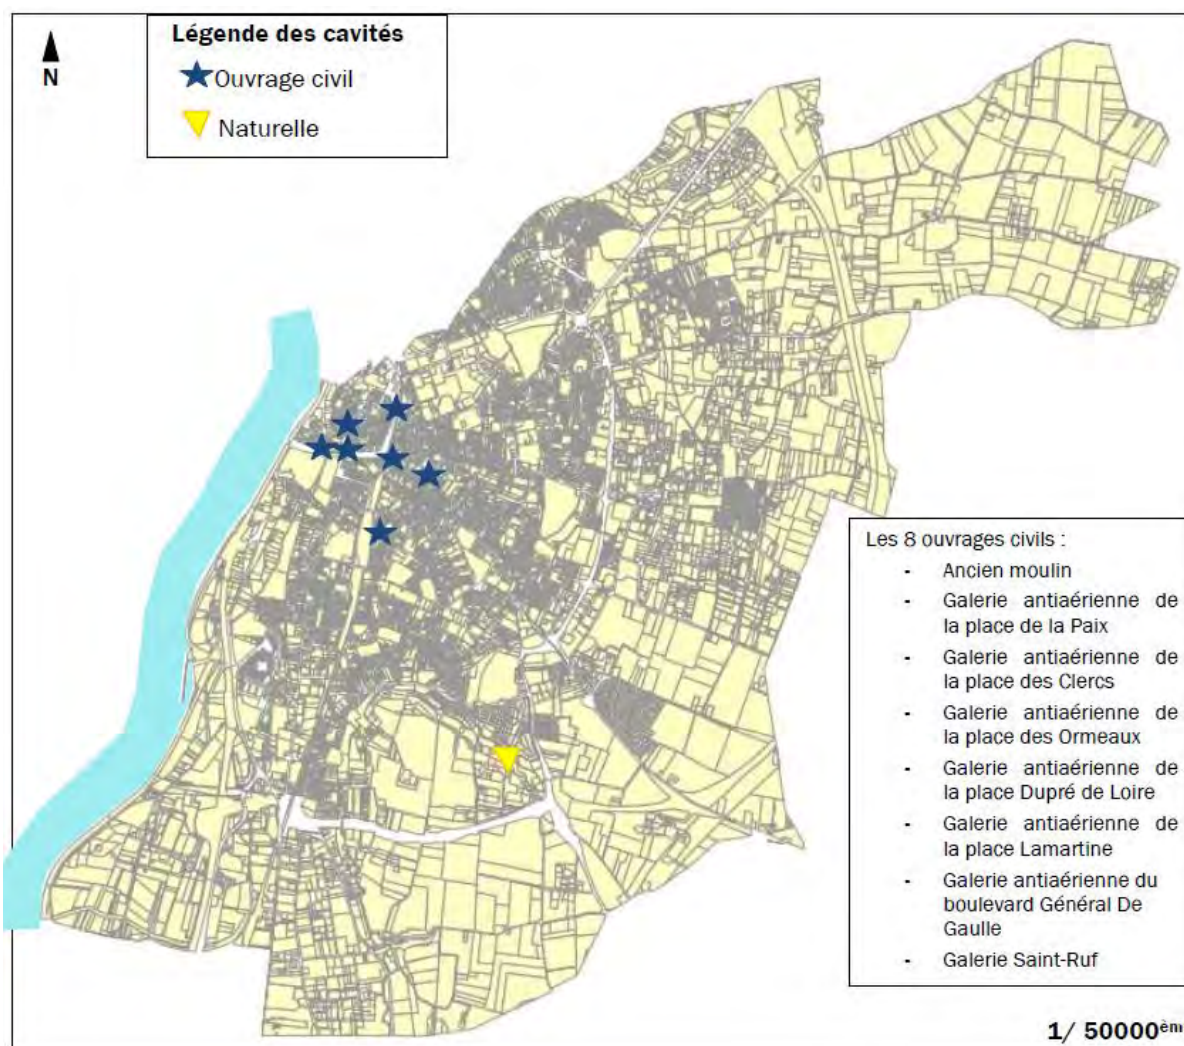 Légende des cavités
Ouvrage civil
Naturelle
N
Les 8 ouvrages civils :
- Ancien moulin
- Galerie antiaérienne de
la place de la Paix
- Galerie antiaérienne de
la place des Clercs
- Galerie antiaérienne de
la place des Ormeaux
- Galerie antiaérienne de
la place Dupré de Loire
- Galerie antiaérienne de
la place Lamartine
- Galerie antiaérienne du
boulevard Général De
Gaulle
- Galerie Saint-Ruf
1/ 50000èm